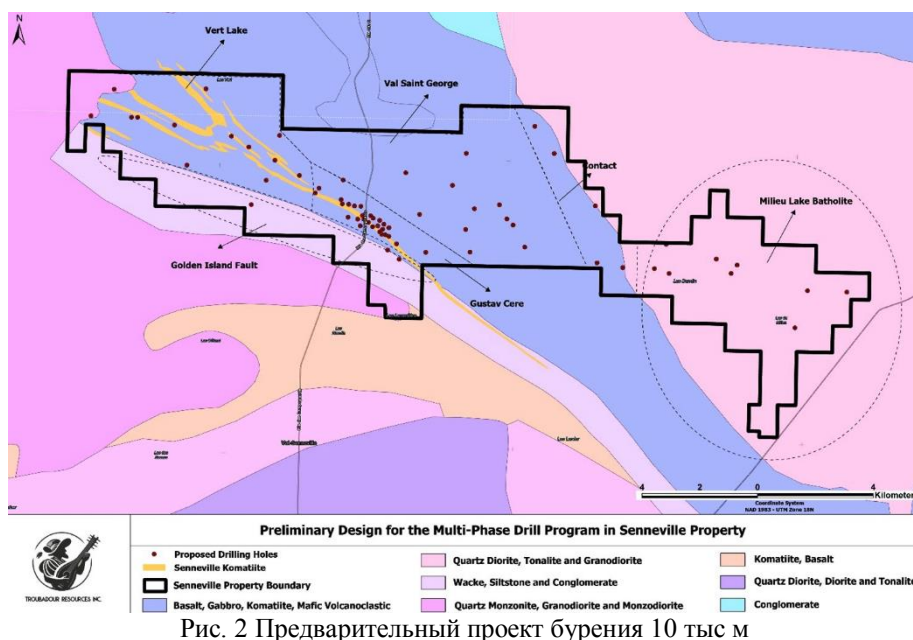 N
Vert Lake
Val Saint George
Contact
Milieu Lake Batholite
Golden Island Fault
Gustav Cere
Val-Senneville
4 2 0 4
Kilometers
Coordinate System
NAD 1983 - UTM Zone 18N
Preliminary Design for the Multi-Phase Drill Program in Senneville Property
Proposed Drilling Holes
Senneville Komatiite
Senneville Property Boundary
Basalt, Gabbro, Komatiite, Mafic Volcanoclastic
Quartz Diorite, Tonalite and Granodiorite
Wacke, Siltstone and Conglomerate
Quartz Monzonite, Granodiorite and Monzodiorite
Komatiite, Basalt
Quartz Diorite, Diorite and Tonalite
Conglomerate
TROUBADOUR RESOURCES INC.
Рис. 2 Предварительный проект бурения 10 тыс м